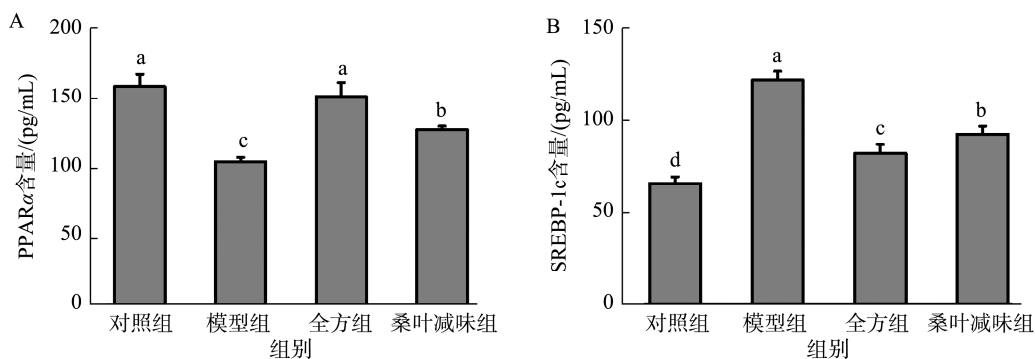 A
PPARα含量/(pg/mL)
200
150
100
50
0
a
c
a
b
对照组 模型组 全方组 桑叶减味组
组别
B
SREBP-1c含量/(pg/mL)
150
100
50
0
d
a
c
b
对照组 模型组 全方组 桑叶减味组
组别